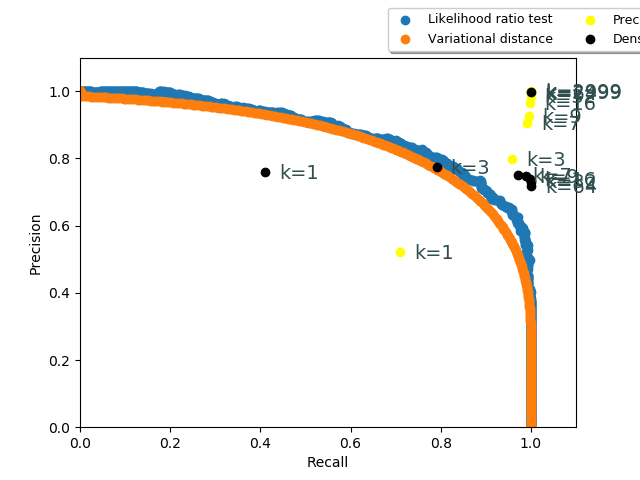 Likelihood ratio test
Variational distance
Prec
Dens
k=9
k=7
k=3
k=1
k=3
k=1
k=64
0.0
0.2
0.4
0.6
0.8
1.0
Precision
0.0 0.2 0.4 0.6 0.8 1.0
Recall